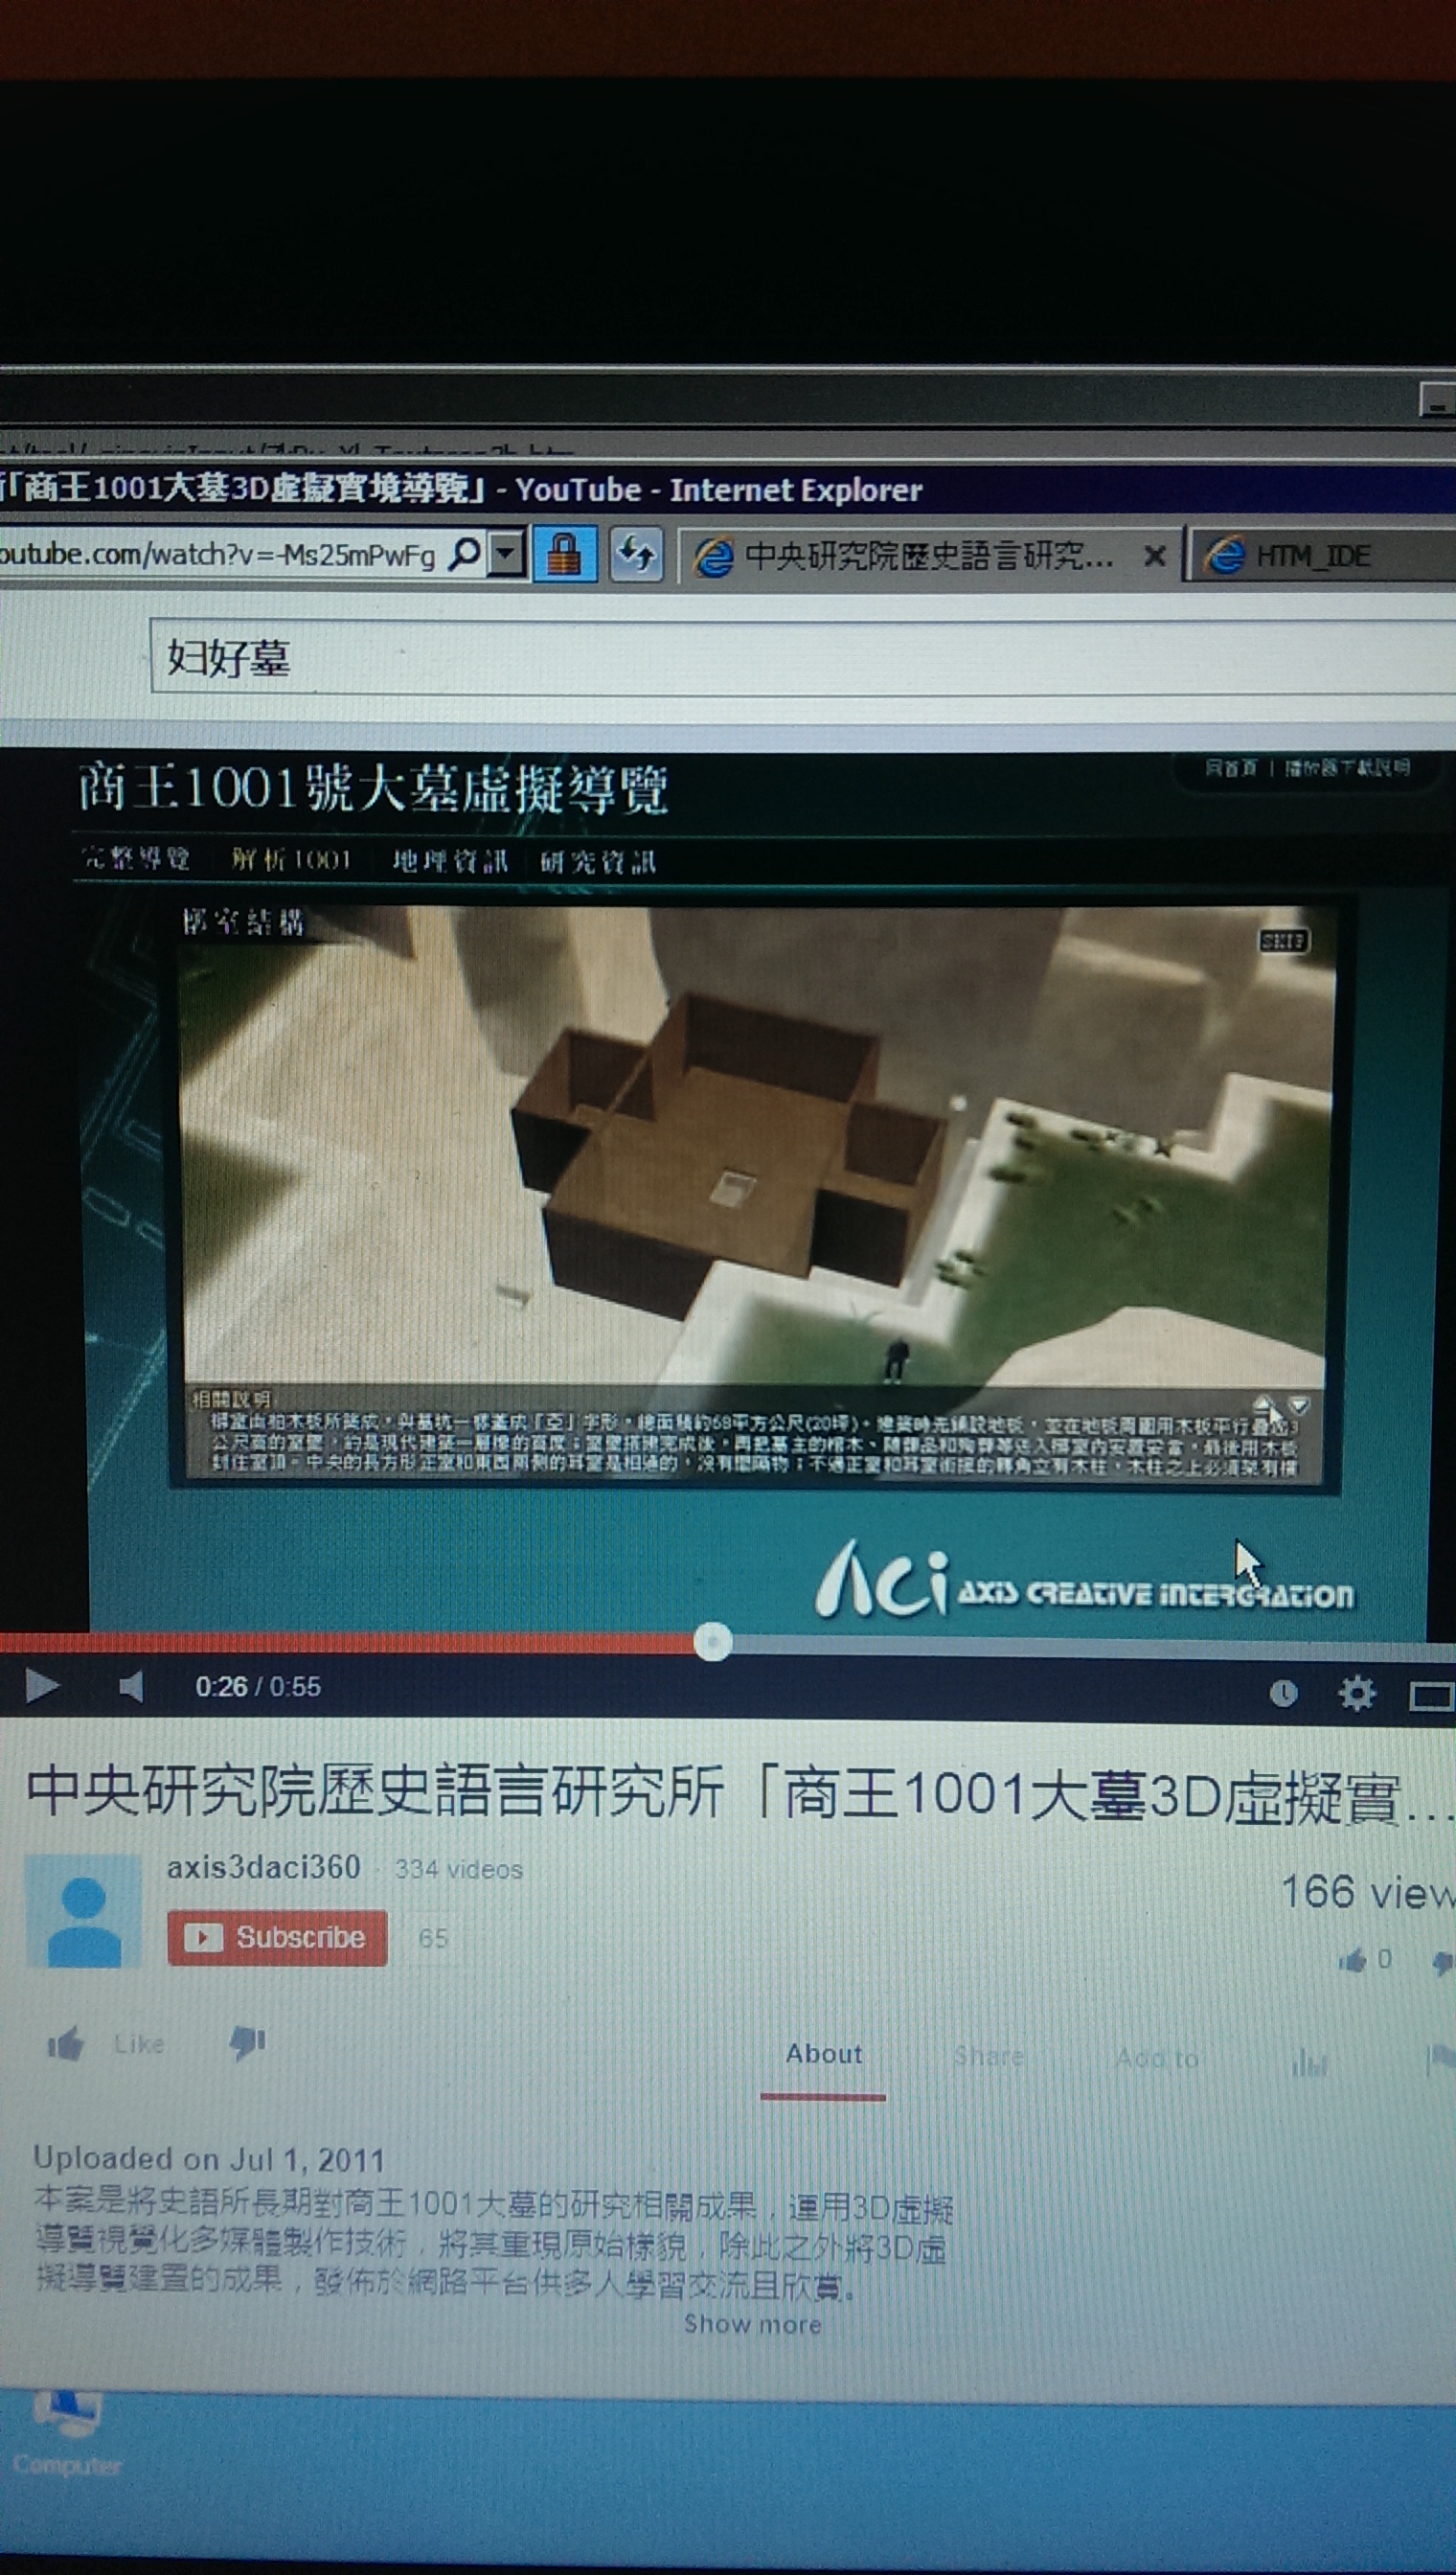 「商王1001大墓3D虛擬實境導覽」 - YouTube - Internet Explorer
outube.com/watch?v=-Ms25mPwFg
中央研究院歷史語言研究...
HTM_IDE
妇好墓
回首頁 | 播放器下載說明
商王1001號大墓虛擬導覽
完整導覽 解析1001 地理資訊 研究資訊
槨室結構
SKIP
相關說明
槨室由柏木板所築成，與墓坑一樣蓋成「亞」字形，總面積約68平方公尺(20坪)。建築時先鋪設地板，並在地板周圍用木板平行疊起3
公尺高的室壁，約是現代建築一層樓的高度；室壁搭建完成後，再把墓主的棺木、隨葬品和殉葬者送入槨室內安置妥當，最後用木板
封住室頂。中央的長方形正室和東西兩側的耳室是相通的，沒有間隔物；不過正室和耳室銜接的轉角立有木柱，木柱之上必須架有橫
ACi AXIS CREATIVE INTERGRATION
0:26 / 0:55
中央研究院歷史語言研究所「商王1001大墓3D虛擬實...
axis3daci360 · 334 videos
166 view
Subscribe 65
0
Like
About Share Add to
Uploaded on Jul 1, 2011
本案是將史語所長期對商王1001大墓的研究相關成果，運用3D虛擬
導覽視覺化多媒體製作技術，將其重現原始樣貌，除此之外將3D虛
擬導覽建置的成果，發佈於網路平台供多人學習交流且欣賞。
Show more
Computer